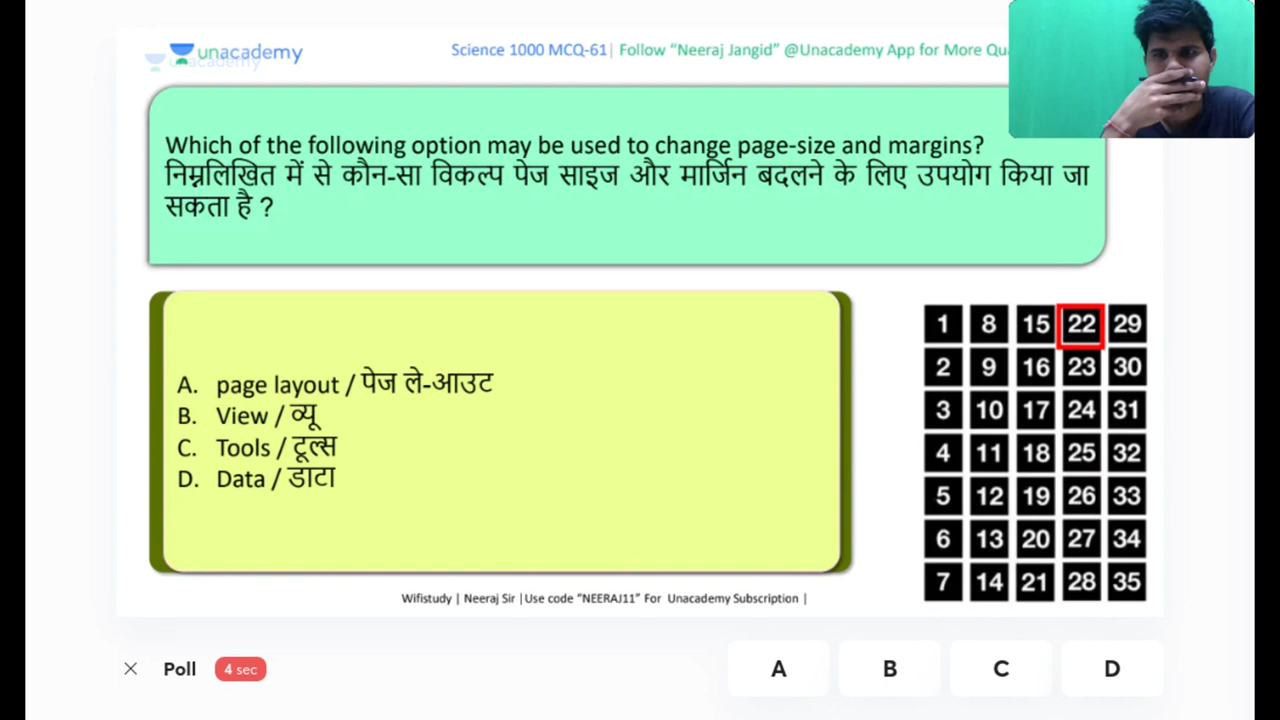 unacademy
Science 1000 MCQ-61| Follow “Neeraj Jangid” @Unacademy App for More
Which of the following option may be used to change page-size and margins?
निम्नलिखित में से कौन-सा विकल्प पेज साइज और मार्जिन बदलने के लिए उपयोग किया जा
सकता है ?
A. page layout / पेज ले-आउट
B. View / व्यू
C. Tools / टूल्स
D. Data / डाटा
1 8 15 22 29
2 9 16 23 30
3 10 17 24 31
4 11 18 25 32
5 12 19 26 33
6 13 20 27 34
7 14 21 28 35
Wifistudy | Neeraj Sir |Use code “NEERAJ11” For Unacademy Subscription |
Poll 4 sec A B C D